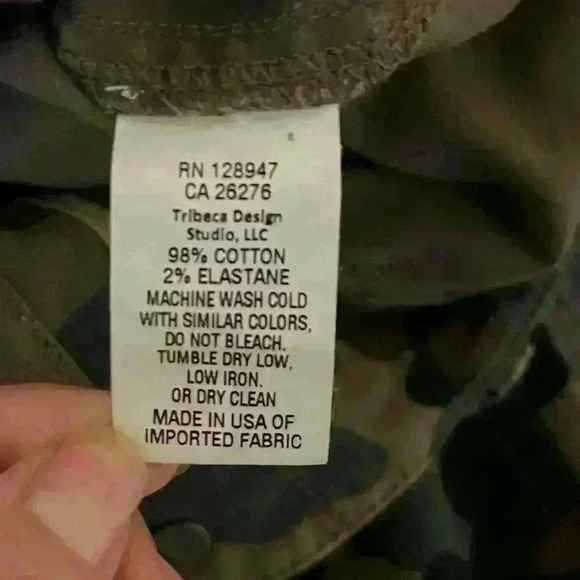 RN 128947
CA 26276
Tribeca Design
Studio, LLC
98% COTTON
2% ELASTANE
MACHINE WASH COLD
WITH SIMILAR COLORS,
DO NOT BLEACH.
TUMBLE DRY LOW,
LOW IRON.
OR DRY CLEAN
MADE IN USA OF
IMPORTED FABRIC